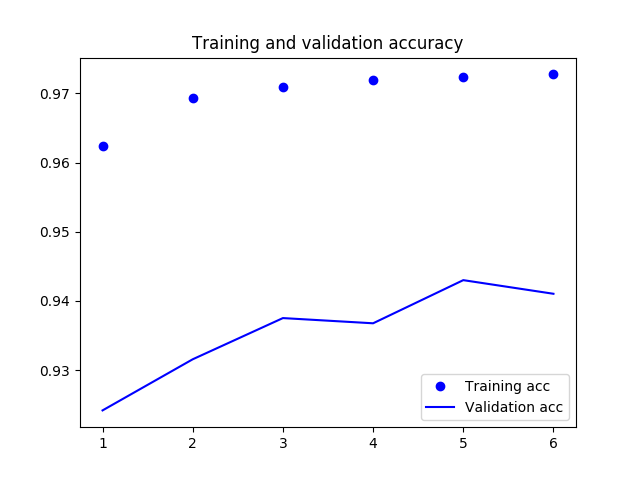 Training and validation accuracy
0.97
0.96
0.95
0.94
0.93
Training acc
Validation acc
1 2 3 4 5 6